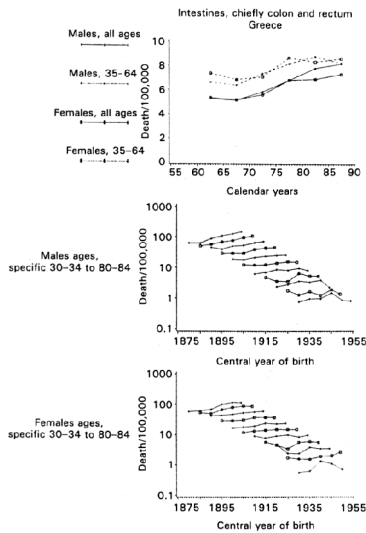 Intestines, chiefly colon and rectum
Greece
Males, all ages
Males, 35-64
Females, all ages
Females, 35-64
Death/100,000
10
8
6
4
2
0
55 60 65 70 75 80 85 90
Calendar years
Males ages,
specific 30-34 to 80-84
Death/100,000
1000
100
10
1
0.1
1875 1895 1915 1935 1955
Central year of birth
Females ages,
specific 30-34 to 80-84
Death/100,000
1000
100
10
1
0.1
1875 1895 1915 1935 1955
Central year of birth